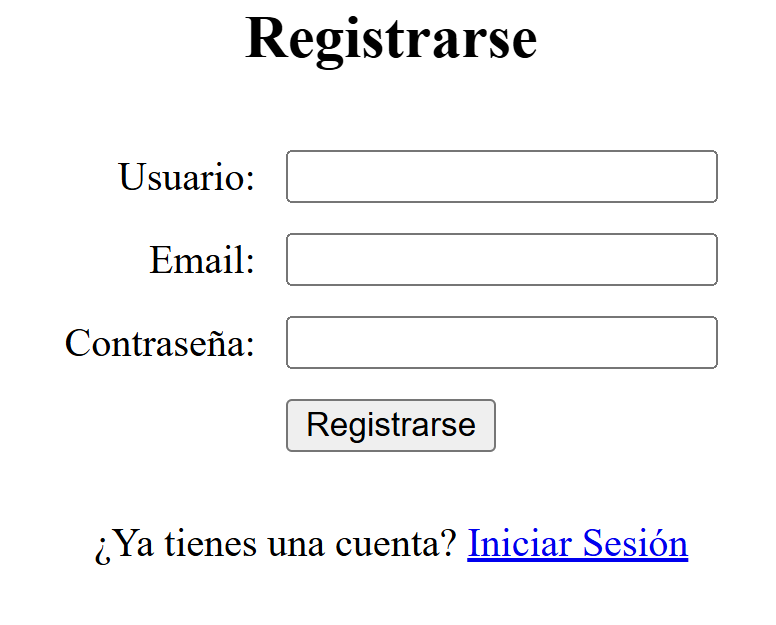 Registrarse
Usuario:
Email:
Contraseña:
Registrarse
¿Ya tienes una cuenta? Iniciar Sesión